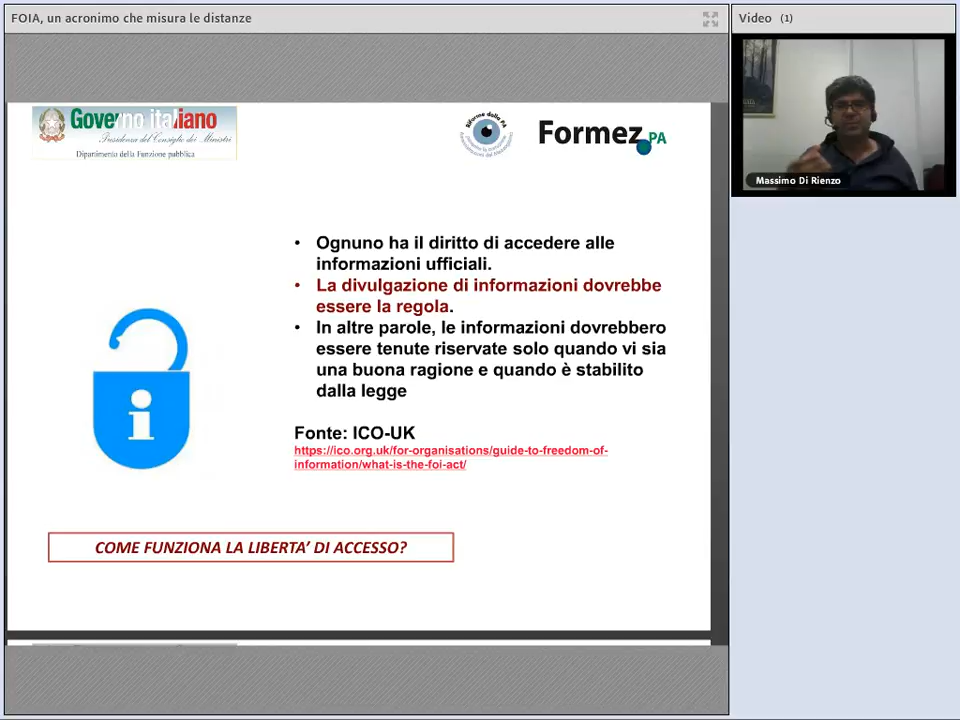 FOIA, un acronimo che misura le distanze
Video (1)
Governo italiano
Presidenza del Consiglio dei Ministri
Dipartimento della Funzione pubblica
Riforme della PA
Formez PA
Massimo Di Rienzo
• Ognuno ha il diritto di accedere alle
informazioni ufficiali.
• La divulgazione di informazioni dovrebbe
essere la regola.
• In altre parole, le informazioni dovrebbero
essere tenute riservate solo quando vi sia
una buona ragione e quando è stabilito
dalla legge
i
Fonte: ICO-UK
https://ico.org.uk/for-organisations/guide-to-freedom-of-
information/what-is-the-foi-act/
COME FUNZIONA LA LIBERTA’ DI ACCESSO?